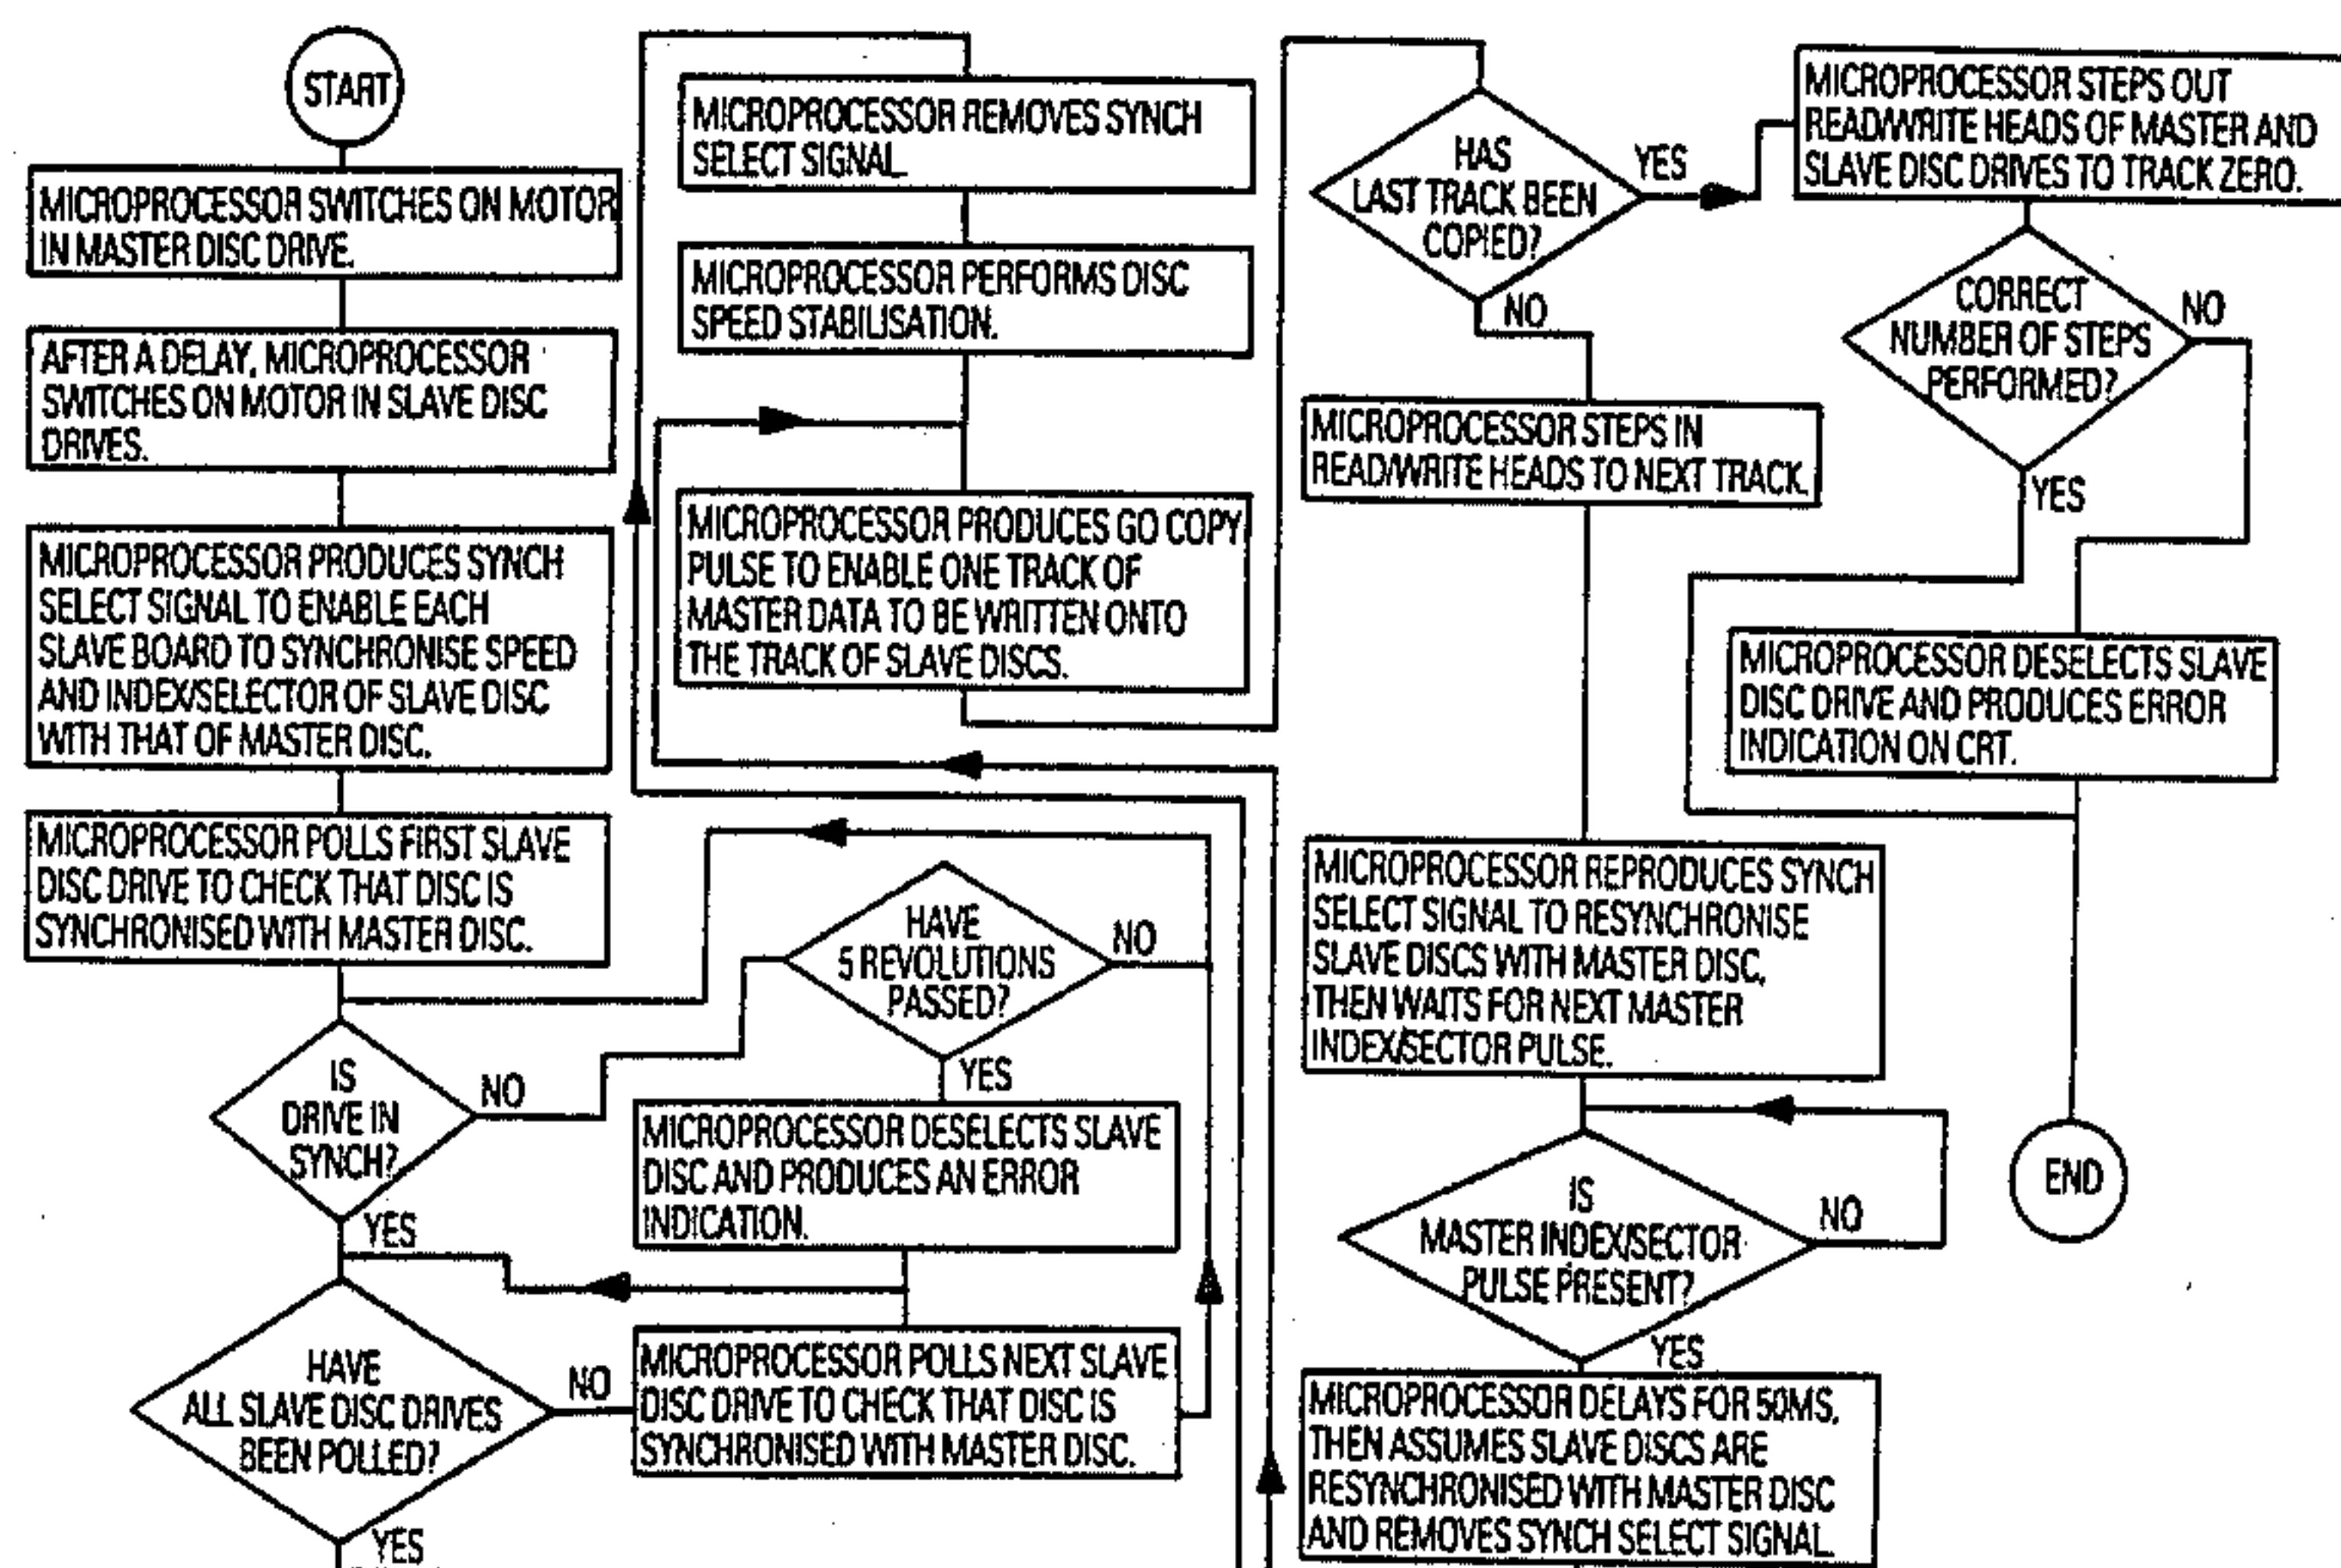 START
MICROPROCESSOR SWITCHES ON MOTOR
IN MASTER DISC DRIVE.
AFTER A DELAY, MICROPROCESSOR
SWITCHES ON MOTOR IN SLAVE DISC
DRIVES.
MICROPROCESSOR PRODUCES SYNCH
SELECT SIGNAL TO ENABLE EACH
SLAVE BOARD TO SYNCHRONISE SPEED
AND INDEX/SELECTOR OF SLAVE DISC
WITH THAT OF MASTER DISC.
MICROPROCESSOR POLLS FIRST SLAVE
DISC DRIVE TO CHECK THAT DISC IS
SYNCHRONISED WITH MASTER DISC.
IS
DRIVE IN
SYNCH?
NO
YES
HAVE
ALL SLAVE DISC DRIVES
BEEN POLLED?
NO
YES
HAVE
5 REVOLUTIONS
PASSED?
NO
YES
MICROPROCESSOR DESELECTS SLAVE
DISC AND PRODUCES AN ERROR
INDICATION.
MICROPROCESSOR POLLS NEXT SLAVE
DISC DRIVE TO CHECK THAT DISC IS
SYNCHRONISED WITH MASTER DISC.
MICROPROCESSOR REMOVES SYNCH
SELECT SIGNAL.
MICROPROCESSOR PERFORMS DISC
SPEED STABILISATION.
MICROPROCESSOR PRODUCES GO COPY
PULSE TO ENABLE ONE TRACK OF
MASTER DATA TO BE WRITTEN ONTO
THE TRACK OF SLAVE DISCS.
HAS
LAST TRACK BEEN
COPIED?
YES
NO
MICROPROCESSOR STEPS IN
READ/WRITE HEADS TO NEXT TRACK.
MICROPROCESSOR REPRODUCES SYNCH
SELECT SIGNAL TO RESYNCHRONISE
SLAVE DISCS WITH MASTER DISC,
THEN WAITS FOR NEXT MASTER
INDEX/SECTOR PULSE.
IS
MASTER INDEX/SECTOR
PULSE PRESENT?
NO
YES
MICROPROCESSOR DELAYS FOR 50MS,
THEN ASSUMES SLAVE DISCS ARE
RESYNCHRONISED WITH MASTER DISC
AND REMOVES SYNCH SELECT SIGNAL.
MICROPROCESSOR STEPS OUT
READ/WRITE HEADS OF MASTER AND
SLAVE DISC DRIVES TO TRACK ZERO.
CORRECT
NUMBER OF STEPS
PERFORMED?
NO
YES
MICROPROCESSOR DESELECTS SLAVE
DISC DRIVE AND PRODUCES ERROR
INDICATION ON CRT.
END